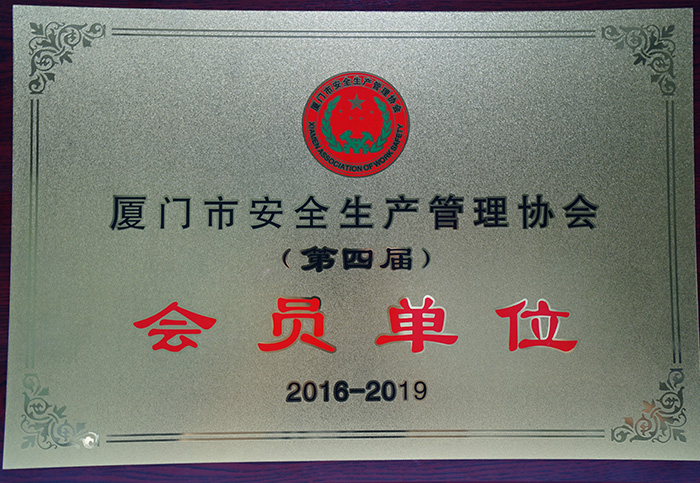 厦门市安全生产管理协会
XIAMEN ASSOCIATION OF WORK SAFETY
厦门市安全生产管理协会
（第四届）
会员单位
2016-2019